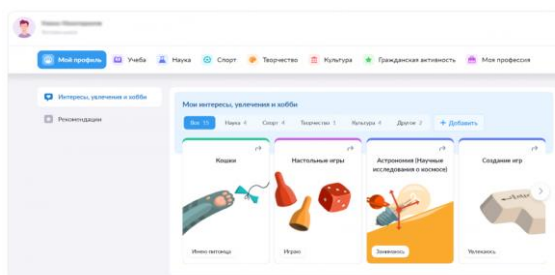 Мой профиль Учеба Наука Спорт Творчество Культура Гражданская активность Моя профессия
Интересы, увлечения и хобби
Рекомендации
Мои интересы, увлечения и хобби
Все 15 Наука 4 Спорт 4 Творчество Культура 4 Другое 2 + Добавить
Кошки
Имею питомца
Настольные игры
Играю
Астрономия (Научные
исследования о космосе)
Занимаюсь
Создание игр
Увлекаюсь